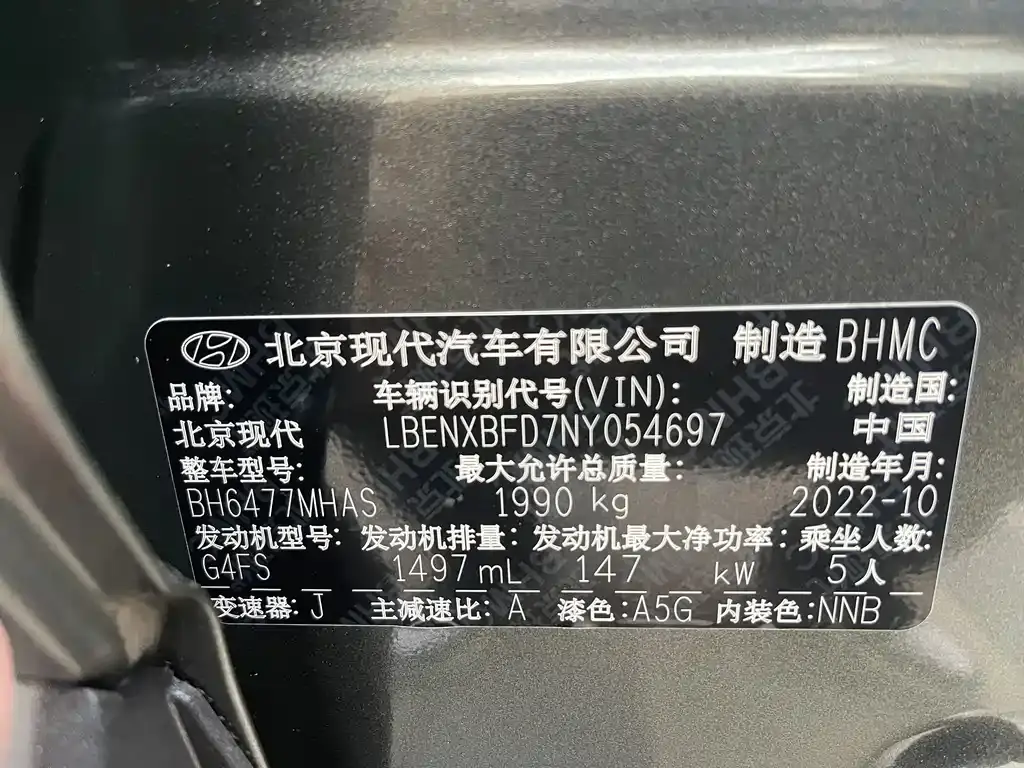 北京现代汽车有限公司 制造 BHMC
品牌: 车辆识别代号(VIN): 制造国:
北京现代 LBENXBFD7NY054697 中国
整车型号: 最大允许总质量: 制造年月:
BH6477MHAS 1990 kg 2022-10
发动机型号: 发动机排量: 发动机最大净功率: 乘坐人数:
G4FS 1497 mL 147 kW 5人
变速器: J 主减速比: A 漆色:A5G 内装色:NNB